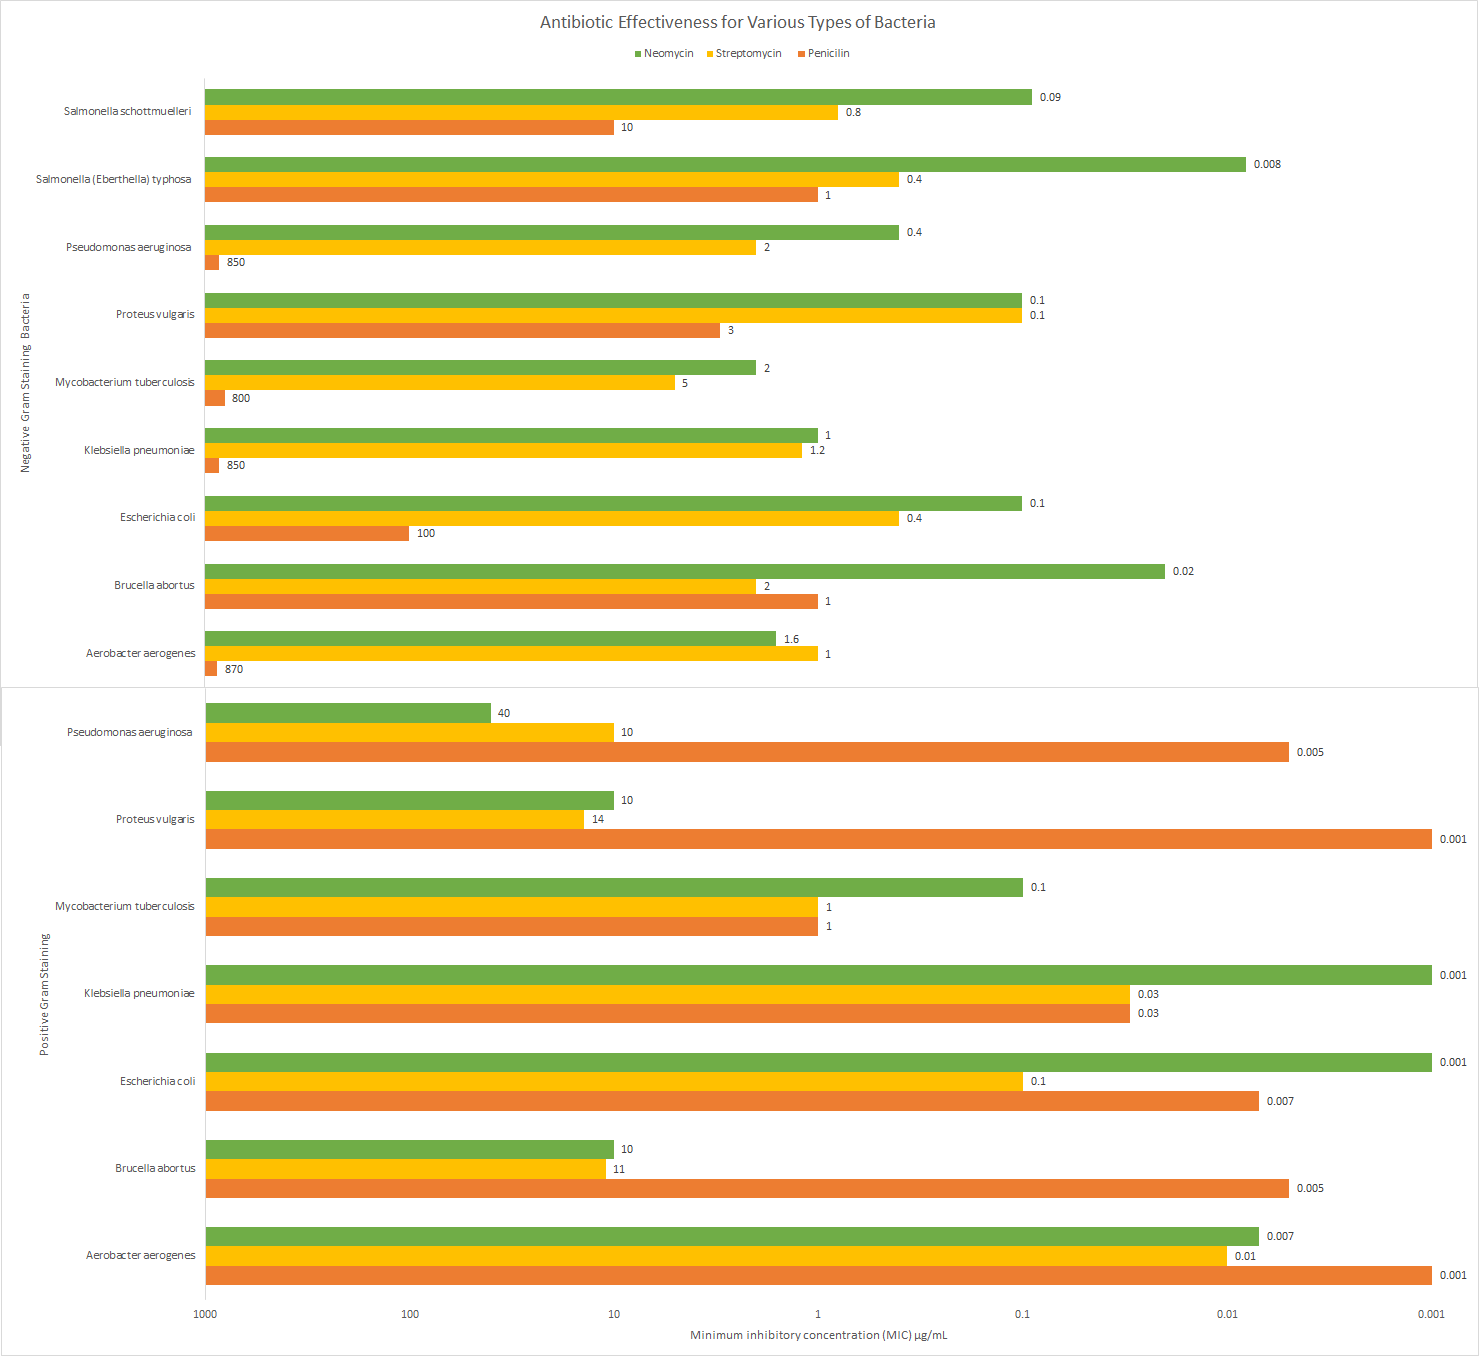 Antibiotic Effectiveness for Various Types of Bacteria
Neomycin Streptomycin Penicilin
Negative Gram Staining Bacteria
Salmonella schottmuelleri
0.09
0.8
10
Salmonella (Eberthella) typhosa
0.008
0.4
1
Pseudomonas aeruginosa
0.4
2
850
Proteus vulgaris
0.1
0.1
3
Mycobacterium tuberculosis
2
5
800
Klebsiella pneumoniae
1
1.2
850
Escherichia coli
0.1
0.4
100
Brucella abortus
0.02
2
1
Aerobacter aerogenes
1.6
1
870
Positive Gram Staining
Pseudomonas aeruginosa
40
10
0.005
Proteus vulgaris
10
14
0.001
Mycobacterium tuberculosis
0.1
1
1
Klebsiella pneumoniae
0.001
0.03
0.03
Escherichia coli
0.001
0.1
0.007
Brucella abortus
10
11
0.005
Aerobacter aerogenes
0.007
0.01
0.001
1000 100 10 1 0.1 0.01 0.001
Minimum inhibitory concentration (MIC) µg/mL